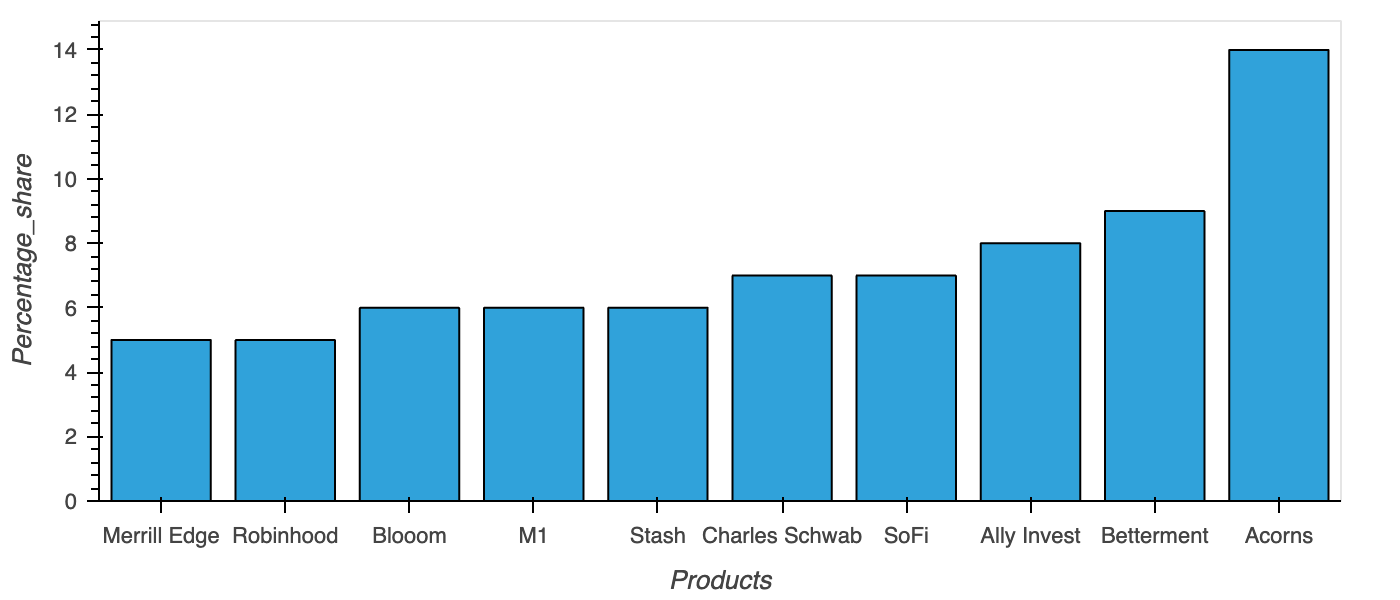 Percentage_share
14
12
10
8
6
4
2
0
Merrill Edge Robinhood Blooom M1 Stash Charles Schwab SoFi Ally Invest Betterment Acorns
Products